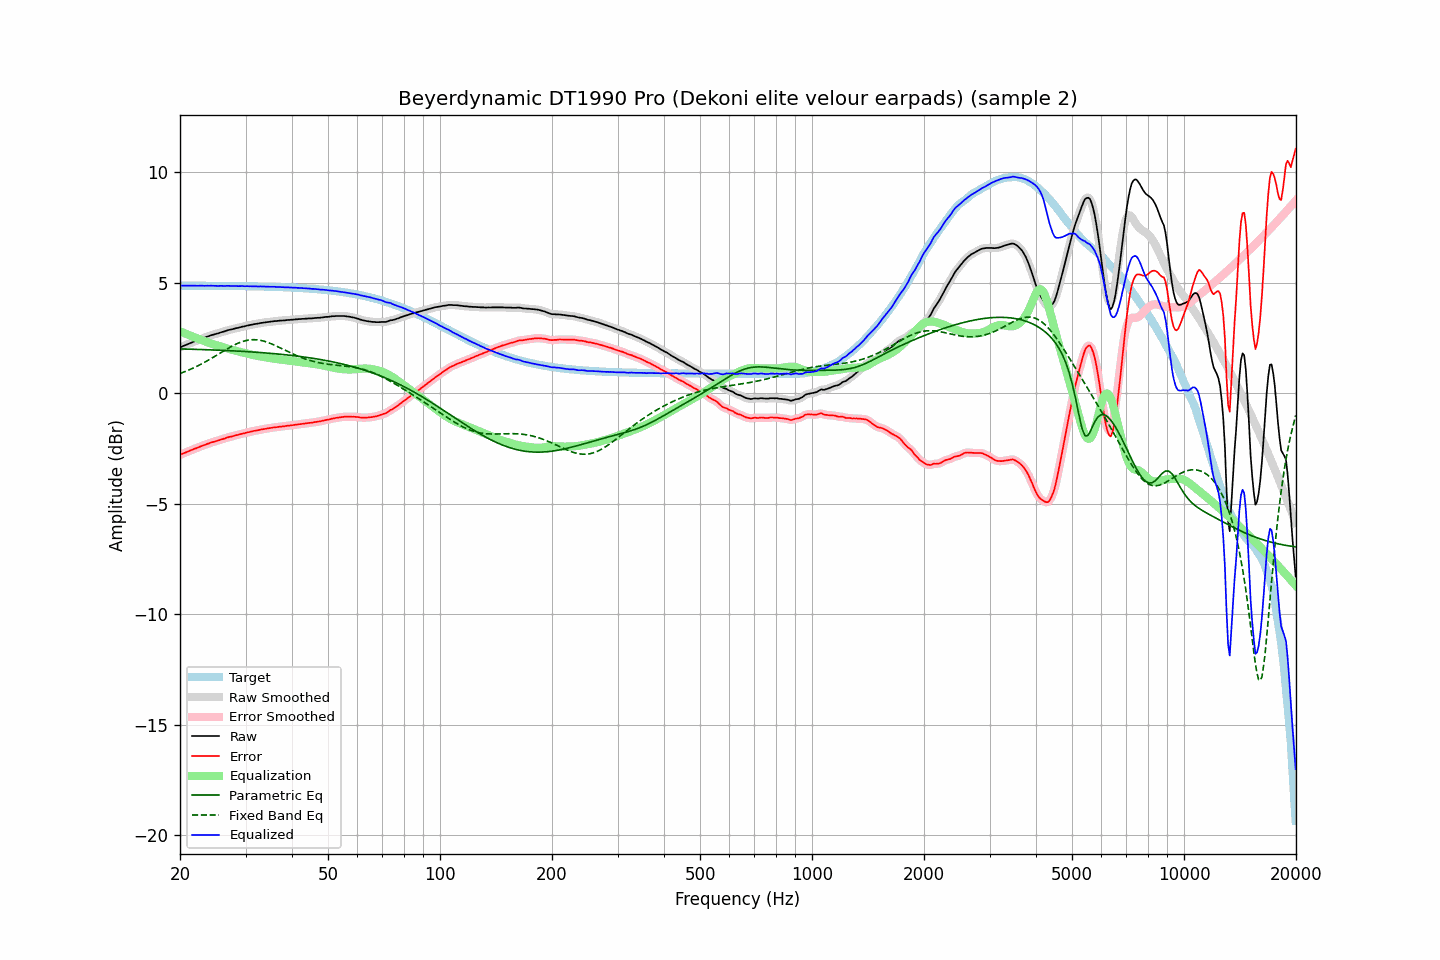 Beyerdynamic DT1990 Pro (Dekoni elite velour earpads) (sample 2)
Amplitude (dBr)
10
5
0
−5
−10
−15
−20
Target
Raw Smoothed
Error Smoothed
Raw
Error
Equalization
Parametric Eq
Fixed Band Eq
Equalized
20 50 100 200 500 1000 2000 5000 10000 20000
Frequency (Hz)